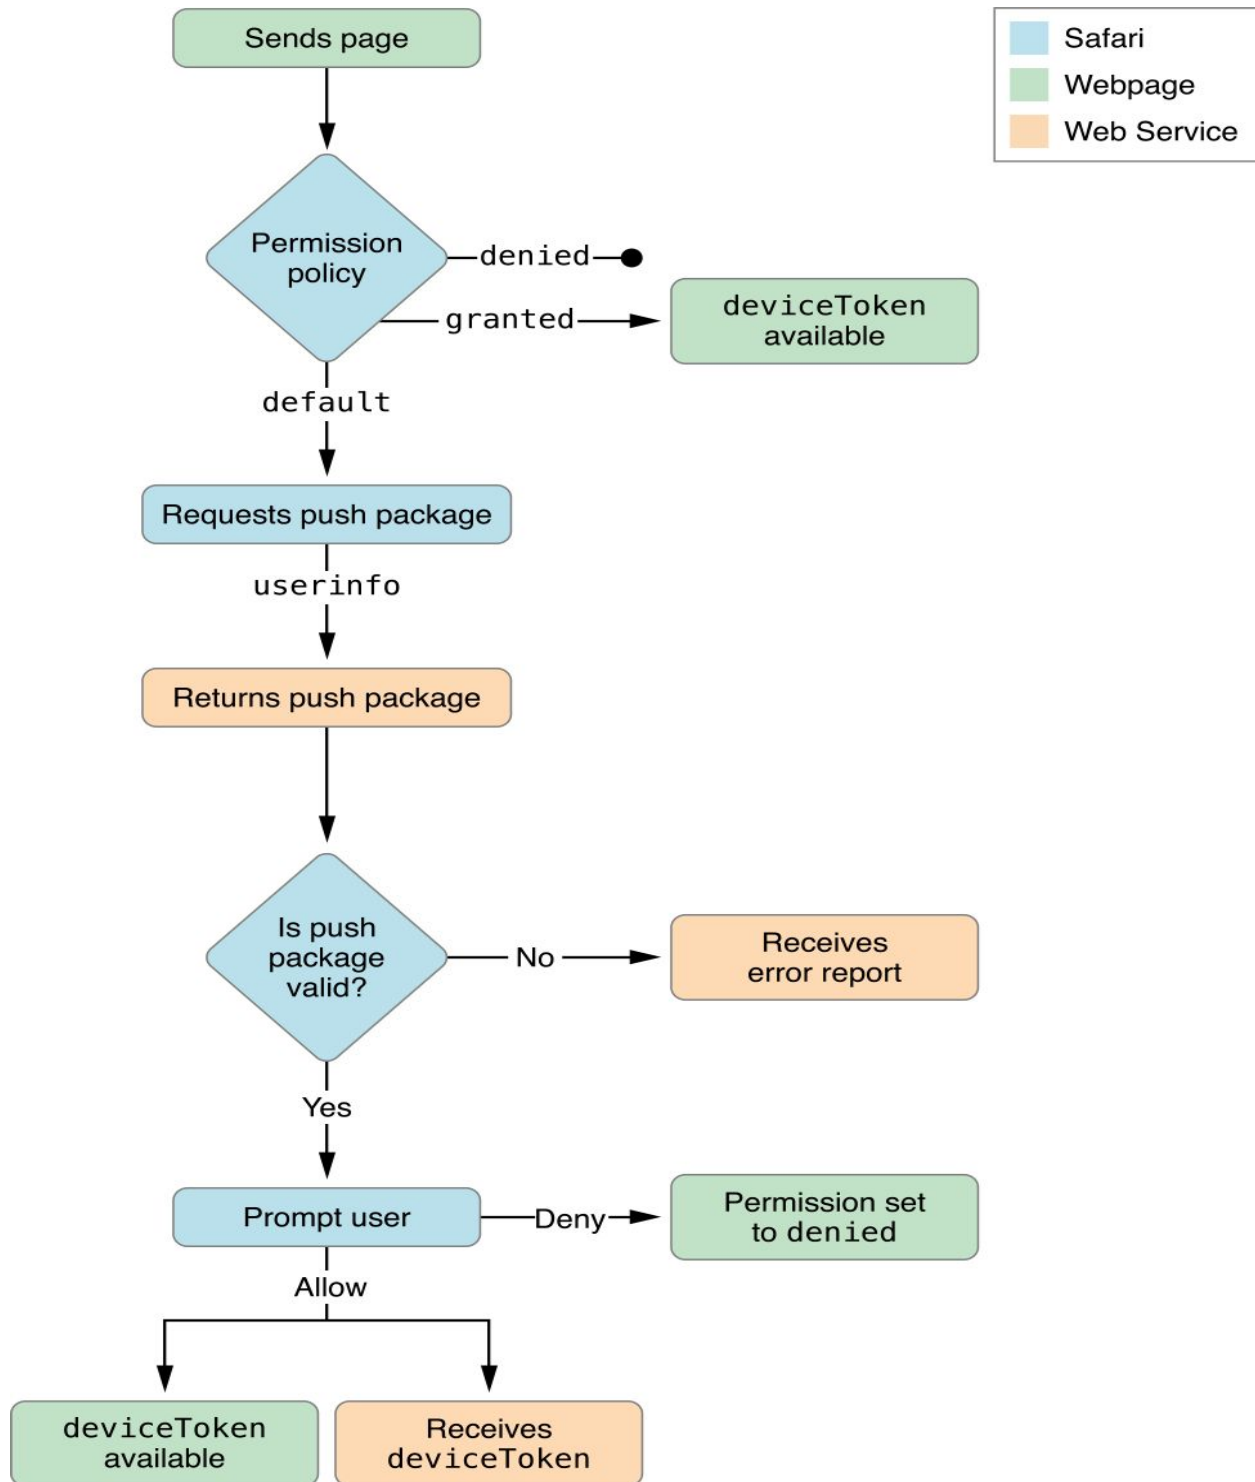 Sends page
Safari
Webpage
Web Service
Permission
policy
denied
granted
deviceToken
available
default
Requests push package
userinfo
Returns push package
Is push
package
valid?
No
Receives
error report
Yes
Prompt user
Deny
Permission set
to denied
Allow
deviceToken
available
Receives
deviceToken